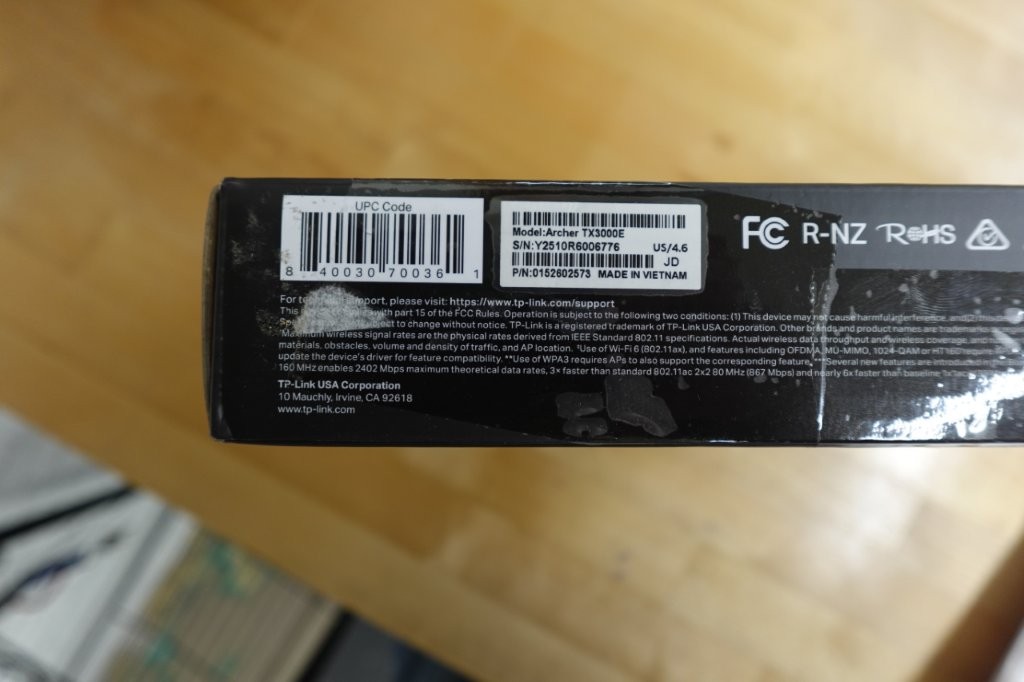 UPC Code
8 40030 70036 1
Model:Archer TX3000E
S/N:Y2510R6006776 US/4.6
JD
P/N:0152602573 MADE IN VIETNAM
FC R-NZ RoHS
For support, please visit: https://www.tp-link.com/support
This with part 15 of the FCC Rules. Operation is subject to the following two conditions: (1) This device may not cause harmful interference, and (2) this
to change without notice. TP-Link is a registered trademark of TP-Link USA Corporation. Other brands and product names are trademarks
Maximum wireless signal rates are the physical rates derived from IEEE Standard 802.11 specifications. Actual wireless data throughput and wireless coverage
materials, obstacles, volume and density of traffic, and AP location. †Use of Wi-Fi 6 (802.11ax), and features including OFDMA, MU-MIMO, 1024-QAM or HT160
update the device's driver for feature compatibility. **Use of WPA3 requires APs to also support the corresponding feature. Several new features are
160 MHz enables 2402 Mbps maximum theoretical data rates, 3× faster than standard 802.11ac 2x2 80 MHz (867 Mbps) and nearly 6x faster than baseline
TP-Link USA Corporation
10 Mauchly, Irvine, CA 92618
www.tp-link.com